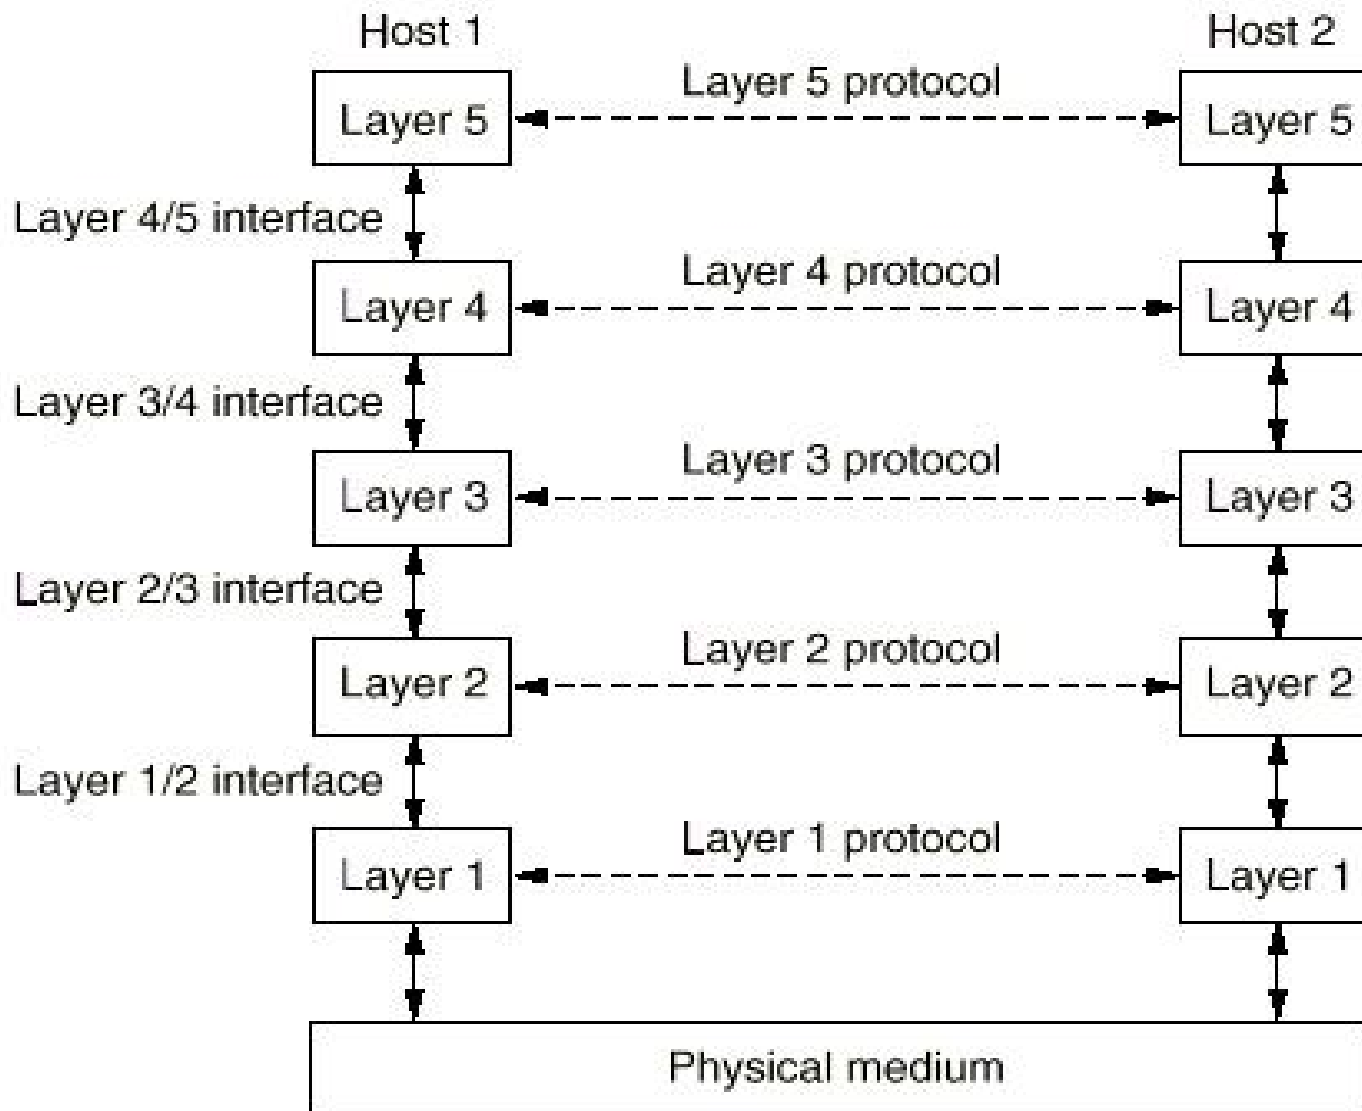 Host 1
Host 2
Layer 5 protocol
Layer 5
Layer 5
Layer 4/5 interface
Layer 4 protocol
Layer 4
Layer 4
Layer 3/4 interface
Layer 3 protocol
Layer 3
Layer 3
Layer 2/3 interface
Layer 2 protocol
Layer 2
Layer 2
Layer 1/2 interface
Layer 1 protocol
Layer 1
Layer 1
Physical medium